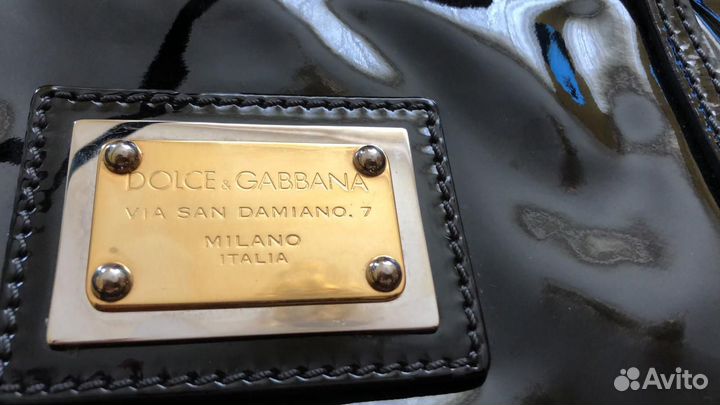 DOLCE & GABBANA
VIA SAN DAMIANO. 7
MILANO
ITALIA
Avito